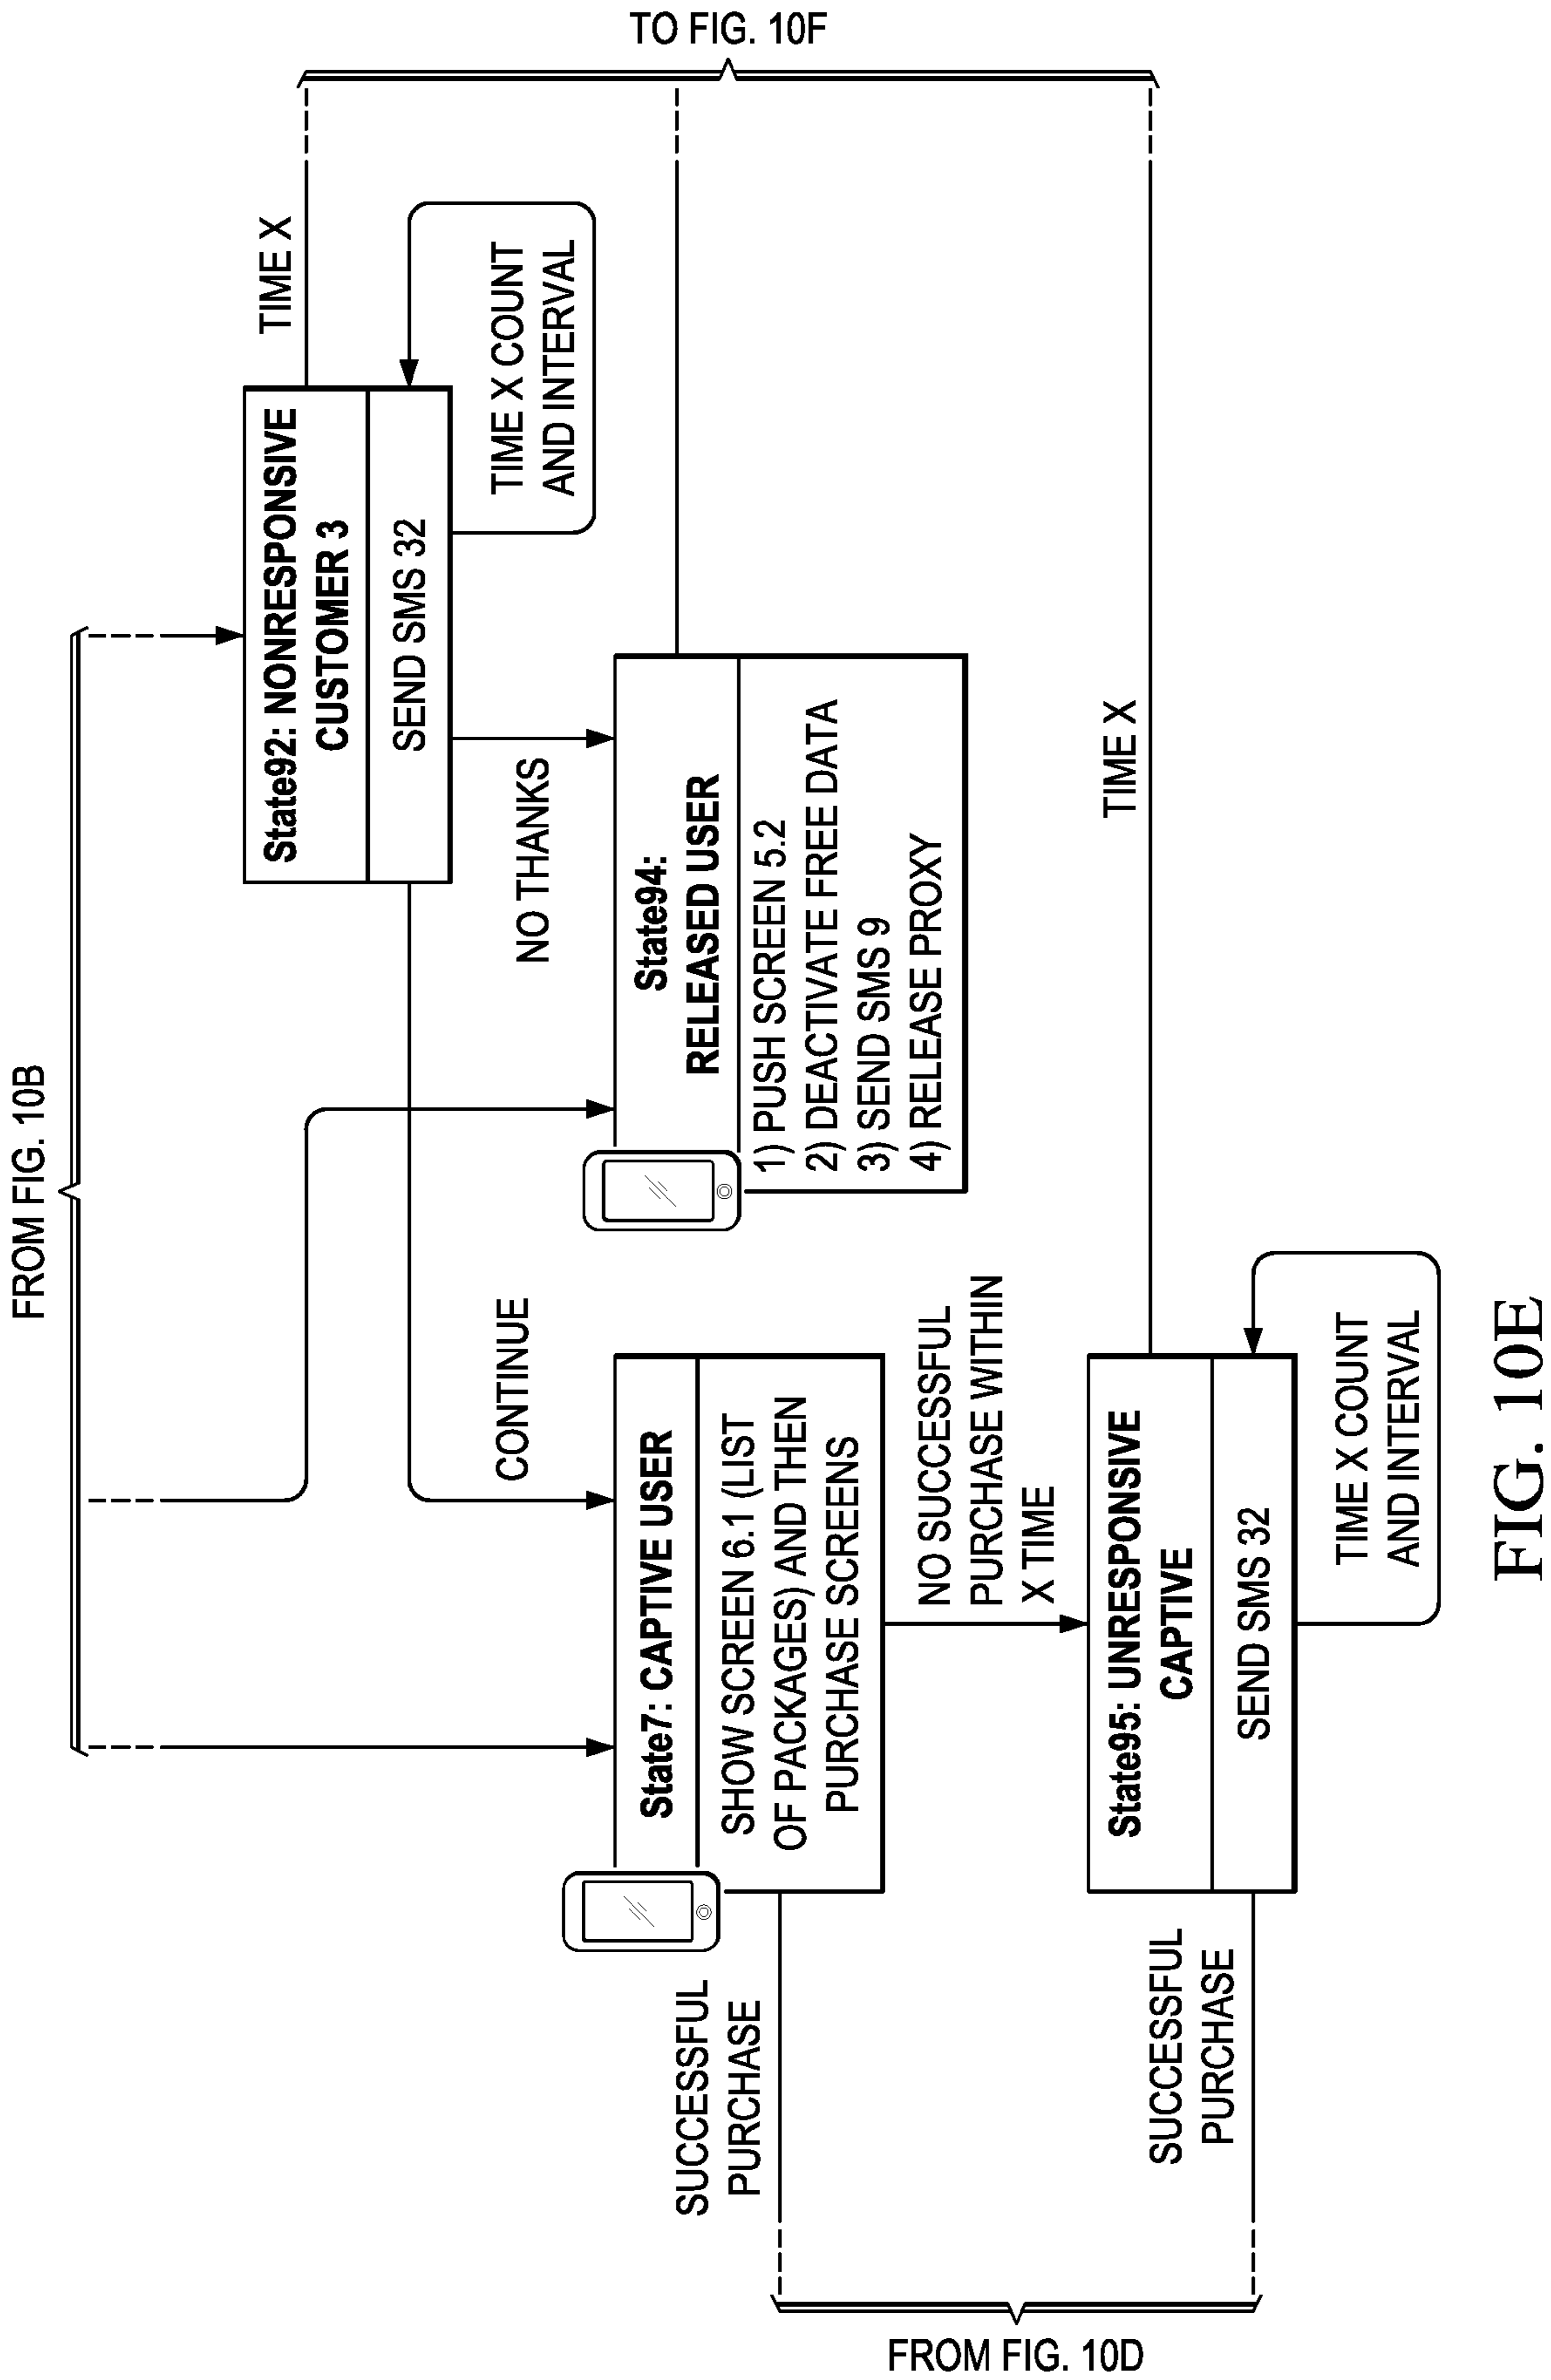 FROM FIG. 10B
State92: NONRESPONSIVE
CUSTOMER 3
SEND SMS 32
TIME X
TO FIG. 10F
TIME X COUNT
AND INTERVAL
CONTINUE
NO THANKS
State7: CAPTIVE USER
SHOW SCREEN 6.1 (LIST
OF PACKAGES) AND THEN
PURCHASE SCREENS
State94:
RELEASED USER
1) PUSH SCREEN 5.2
2) DEACTIVATE FREE DATA
3) SEND SMS 9
4) RELEASE PROXY
SUCCESSFUL
PURCHASE
NO SUCCESSFUL
PURCHASE WITHIN
X TIME
TIME X
FROM FIG. 10D
SUCCESSFUL
PURCHASE
State95: UNRESPONSIVE
CAPTIVE
SEND SMS 32
TIME X COUNT
AND INTERVAL
FIG. 10E